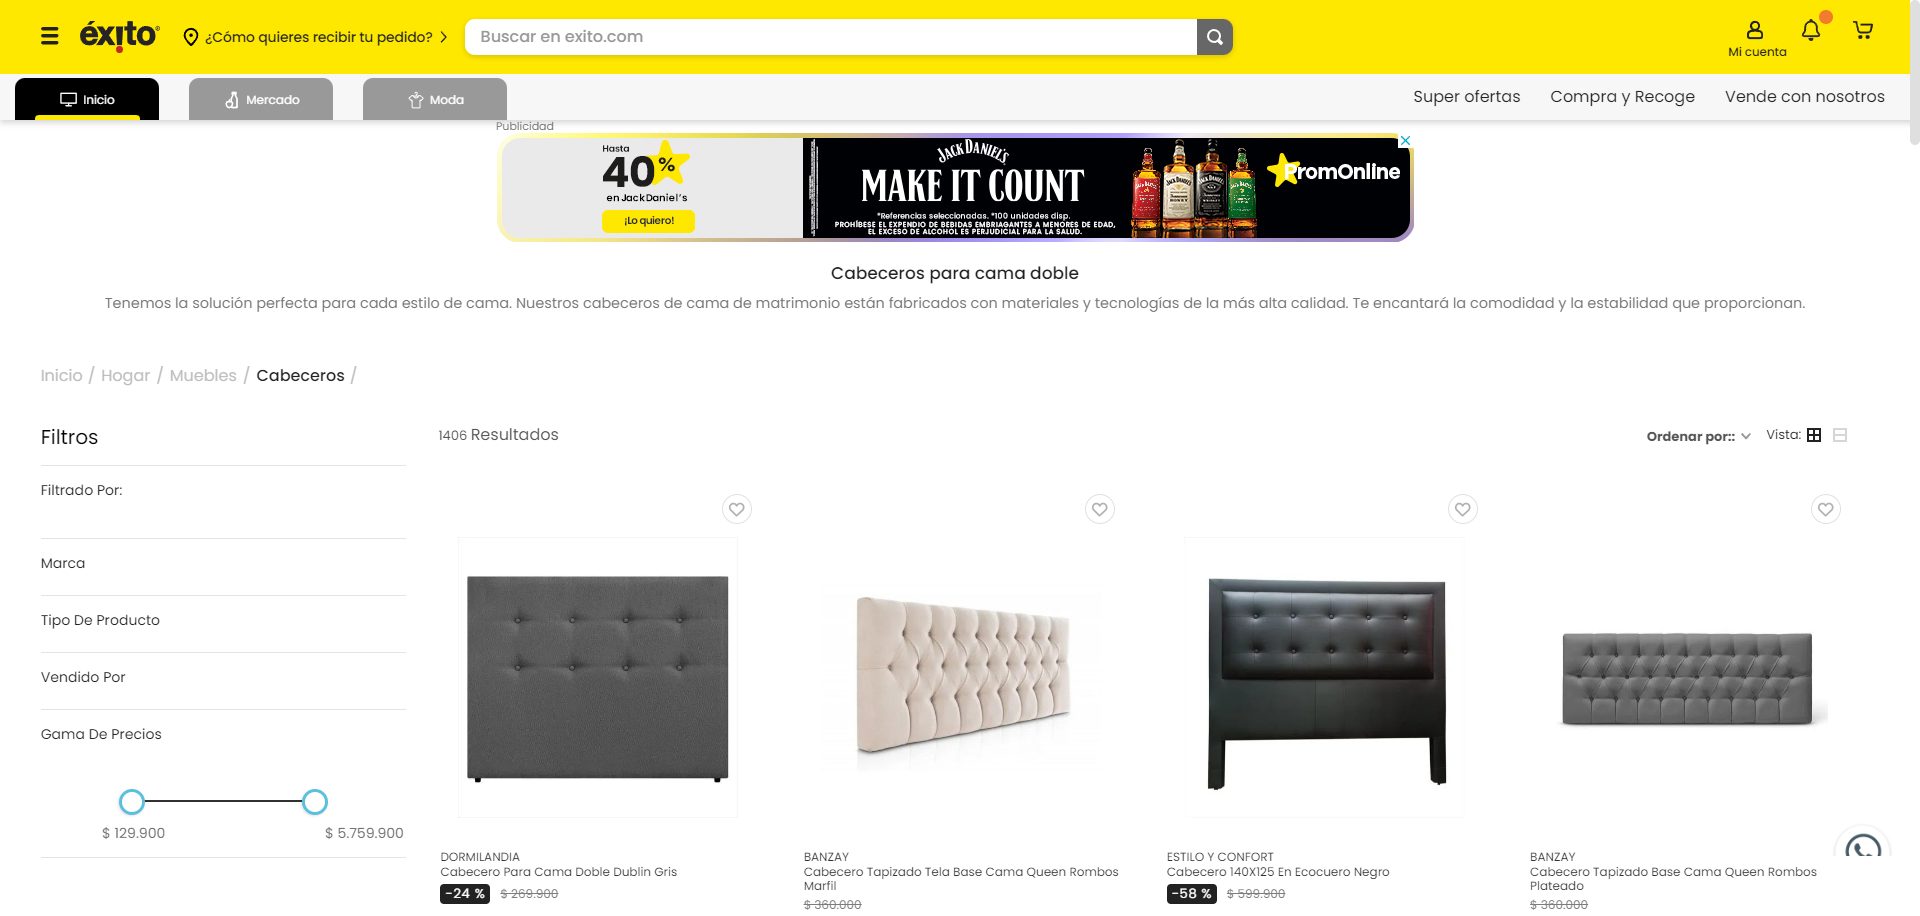 éxito
¿Cómo quieres recibir tu pedido?
Buscar en exito.com
Mi cuenta
Inicio
Mercado
Moda
Super ofertas
Compra y Recoge
Vende con nosotros
Publicidad
Hasta
40%
en Jack Daniel's
¡Lo quiero!
JACK DANIEL'S
MAKE IT COUNT
*Referencias seleccionadas. *100 unidades disp.
PROHÍBESE EL EXPENDIO DE BEBIDAS EMBRIAGANTES A MENORES DE EDAD,
EL EXCESO DE ALCOHOL ES PERJUDICIAL PARA LA SALUD.
PromOnline
Cabeceros para cama doble
Tenemos la solución perfecta para cada estilo de cama. Nuestros cabeceros de cama de matrimonio están fabricados con materiales y tecnologías de la más alta calidad. Te encantará la comodidad y la estabilidad que proporcionan.
Inicio / Hogar / Muebles / Cabeceros /
Filtros
1406 Resultados
Ordenar por::
Vista:
Filtrado Por:
Marca
Tipo De Producto
Vendido Por
Gama De Precios
$ 129.900
$ 5.759.900
DORMILANDIA
Cabecero Para Cama Doble Dublin Gris
-24 % $ 269.900
BANZAY
Cabecero Tapizado Tela Base Cama Queen Rombos
Marfil
$ 360.000
ESTILO Y CONFORT
Cabecero 140X125 En Ecocuero Negro
-58 % $ 599.900
BANZAY
Cabecero Tapizado Base Cama Queen Rombos
Plateado
$ 360.000